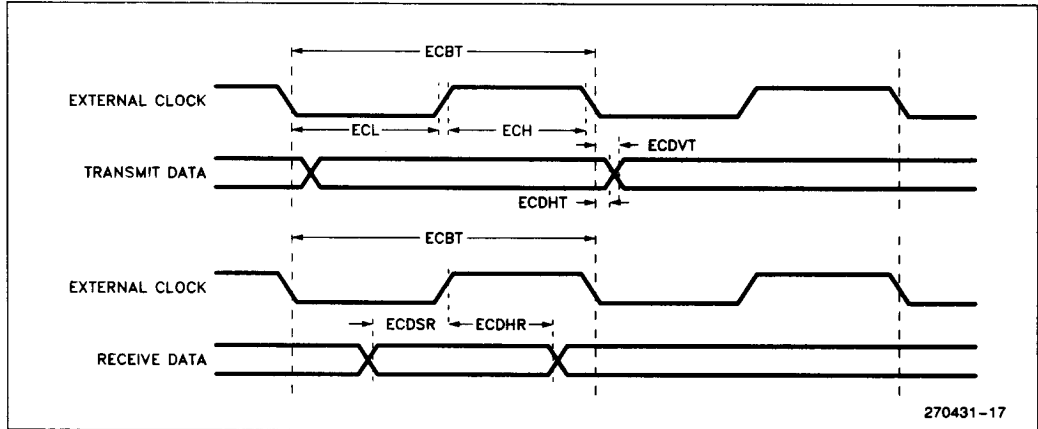 ECBT
EXTERNAL CLOCK
ECL ECH
ECDVT
TRANSMIT DATA
ECDHT
ECBT
EXTERNAL CLOCK
ECDSR ECDHR
RECEIVE DATA
270431-17